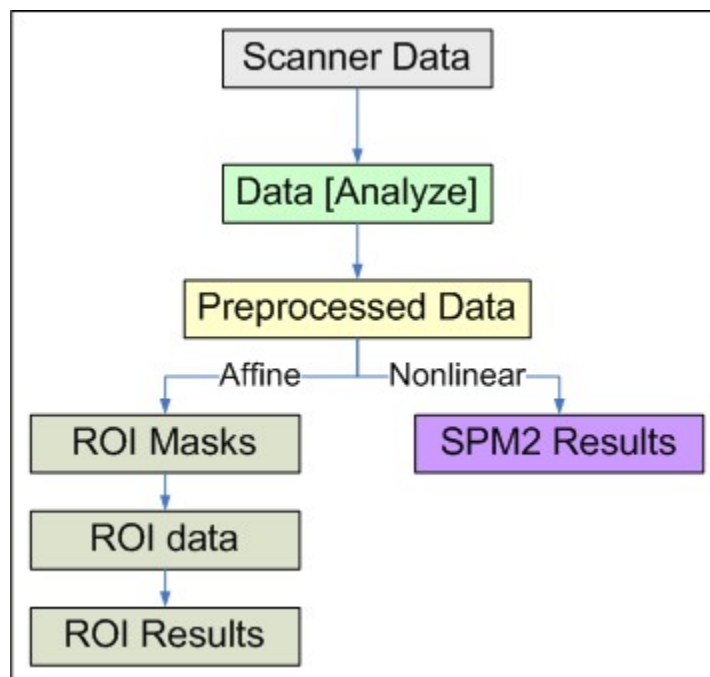 Scanner Data
Data [Analyze]
Preprocessed Data
Affine
Nonlinear
ROI Masks
SPM2 Results
ROI data
ROI Results